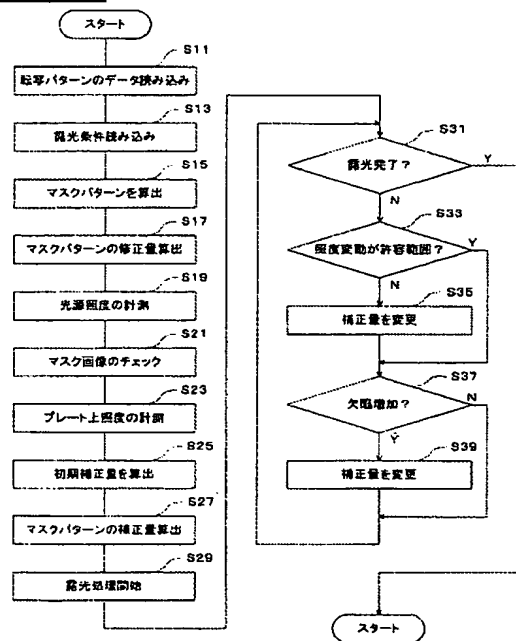 スタート
S11
転写パターンのデータ読み込み
S13
露光条件読み込み
S15
マスクパターンを算出
S17
マスクパターンの修正量算出
S19
光源照度の計測
S21
マスク画像のチェック
S23
プレート上照度の計測
S25
初期補正量を算出
S27
マスクパターンの補正量算出
S29
露光処理開始
S31
露光完了?
Y
N
S33
照度変動が許容範囲?
Y
N
S35
補正量を変更
S37
欠陥増加?
N
Y
S39
補正量を変更
スタート